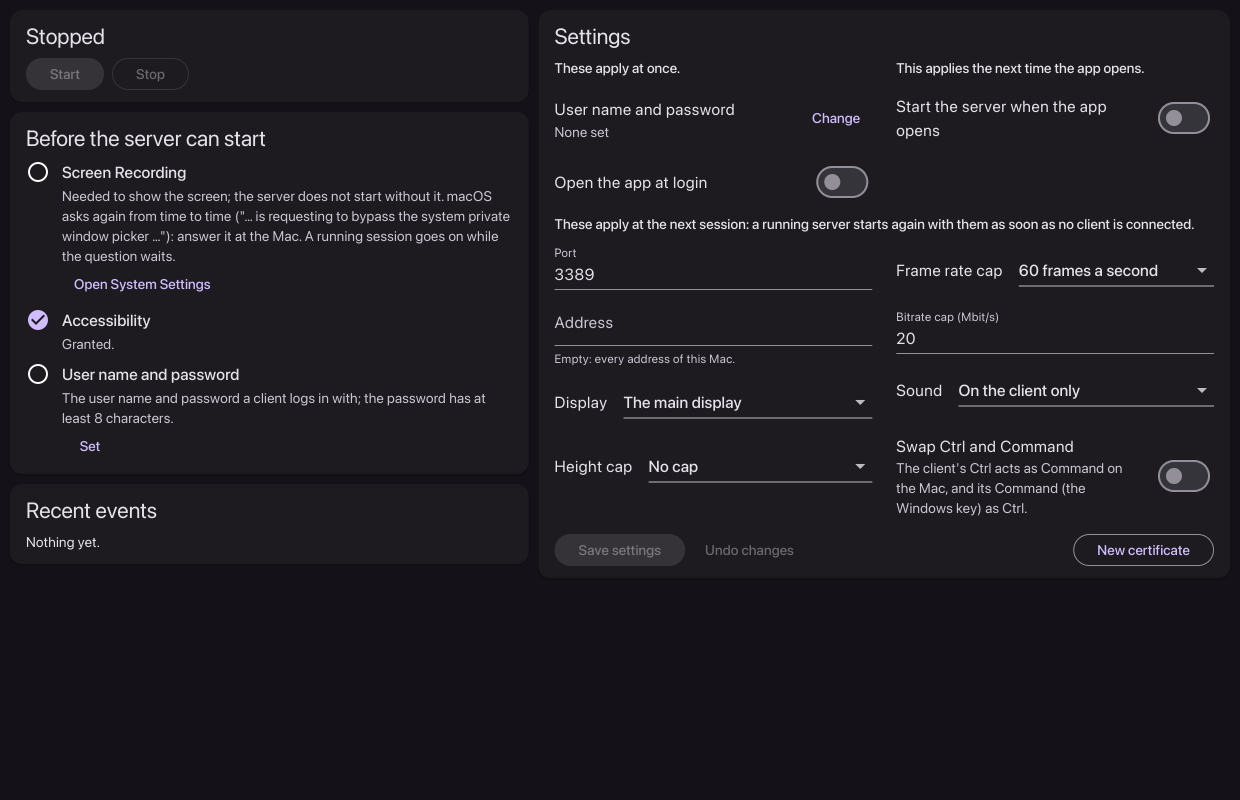 Stopped
Start
Stop
Before the server can start
Screen Recording
Needed to show the screen; the server does not start without it. macOS
asks again from time to time ("... is requesting to bypass the system private
window picker ..."): answer it at the Mac. A running session goes on while
the question waits.
Open System Settings
Accessibility
Granted.
User name and password
The user name and password a client logs in with; the password has at
least 8 characters.
Set
Recent events
Nothing yet.
Settings
These apply at once.
User name and password
None set
Change
Open the app at login
This applies the next time the app opens.
Start the server when the app
opens
These apply at the next session: a running server starts again with them as soon as no client is connected.
Port
3389
Address
Empty: every address of this Mac.
Display
The main display
Height cap
No cap
Frame rate cap
60 frames a second
Bitrate cap (Mbit/s)
20
Sound
On the client only
Swap Ctrl and Command
The client's Ctrl acts as Command on
the Mac, and its Command (the
Windows key) as Ctrl.
Save settings
Undo changes
New certificate